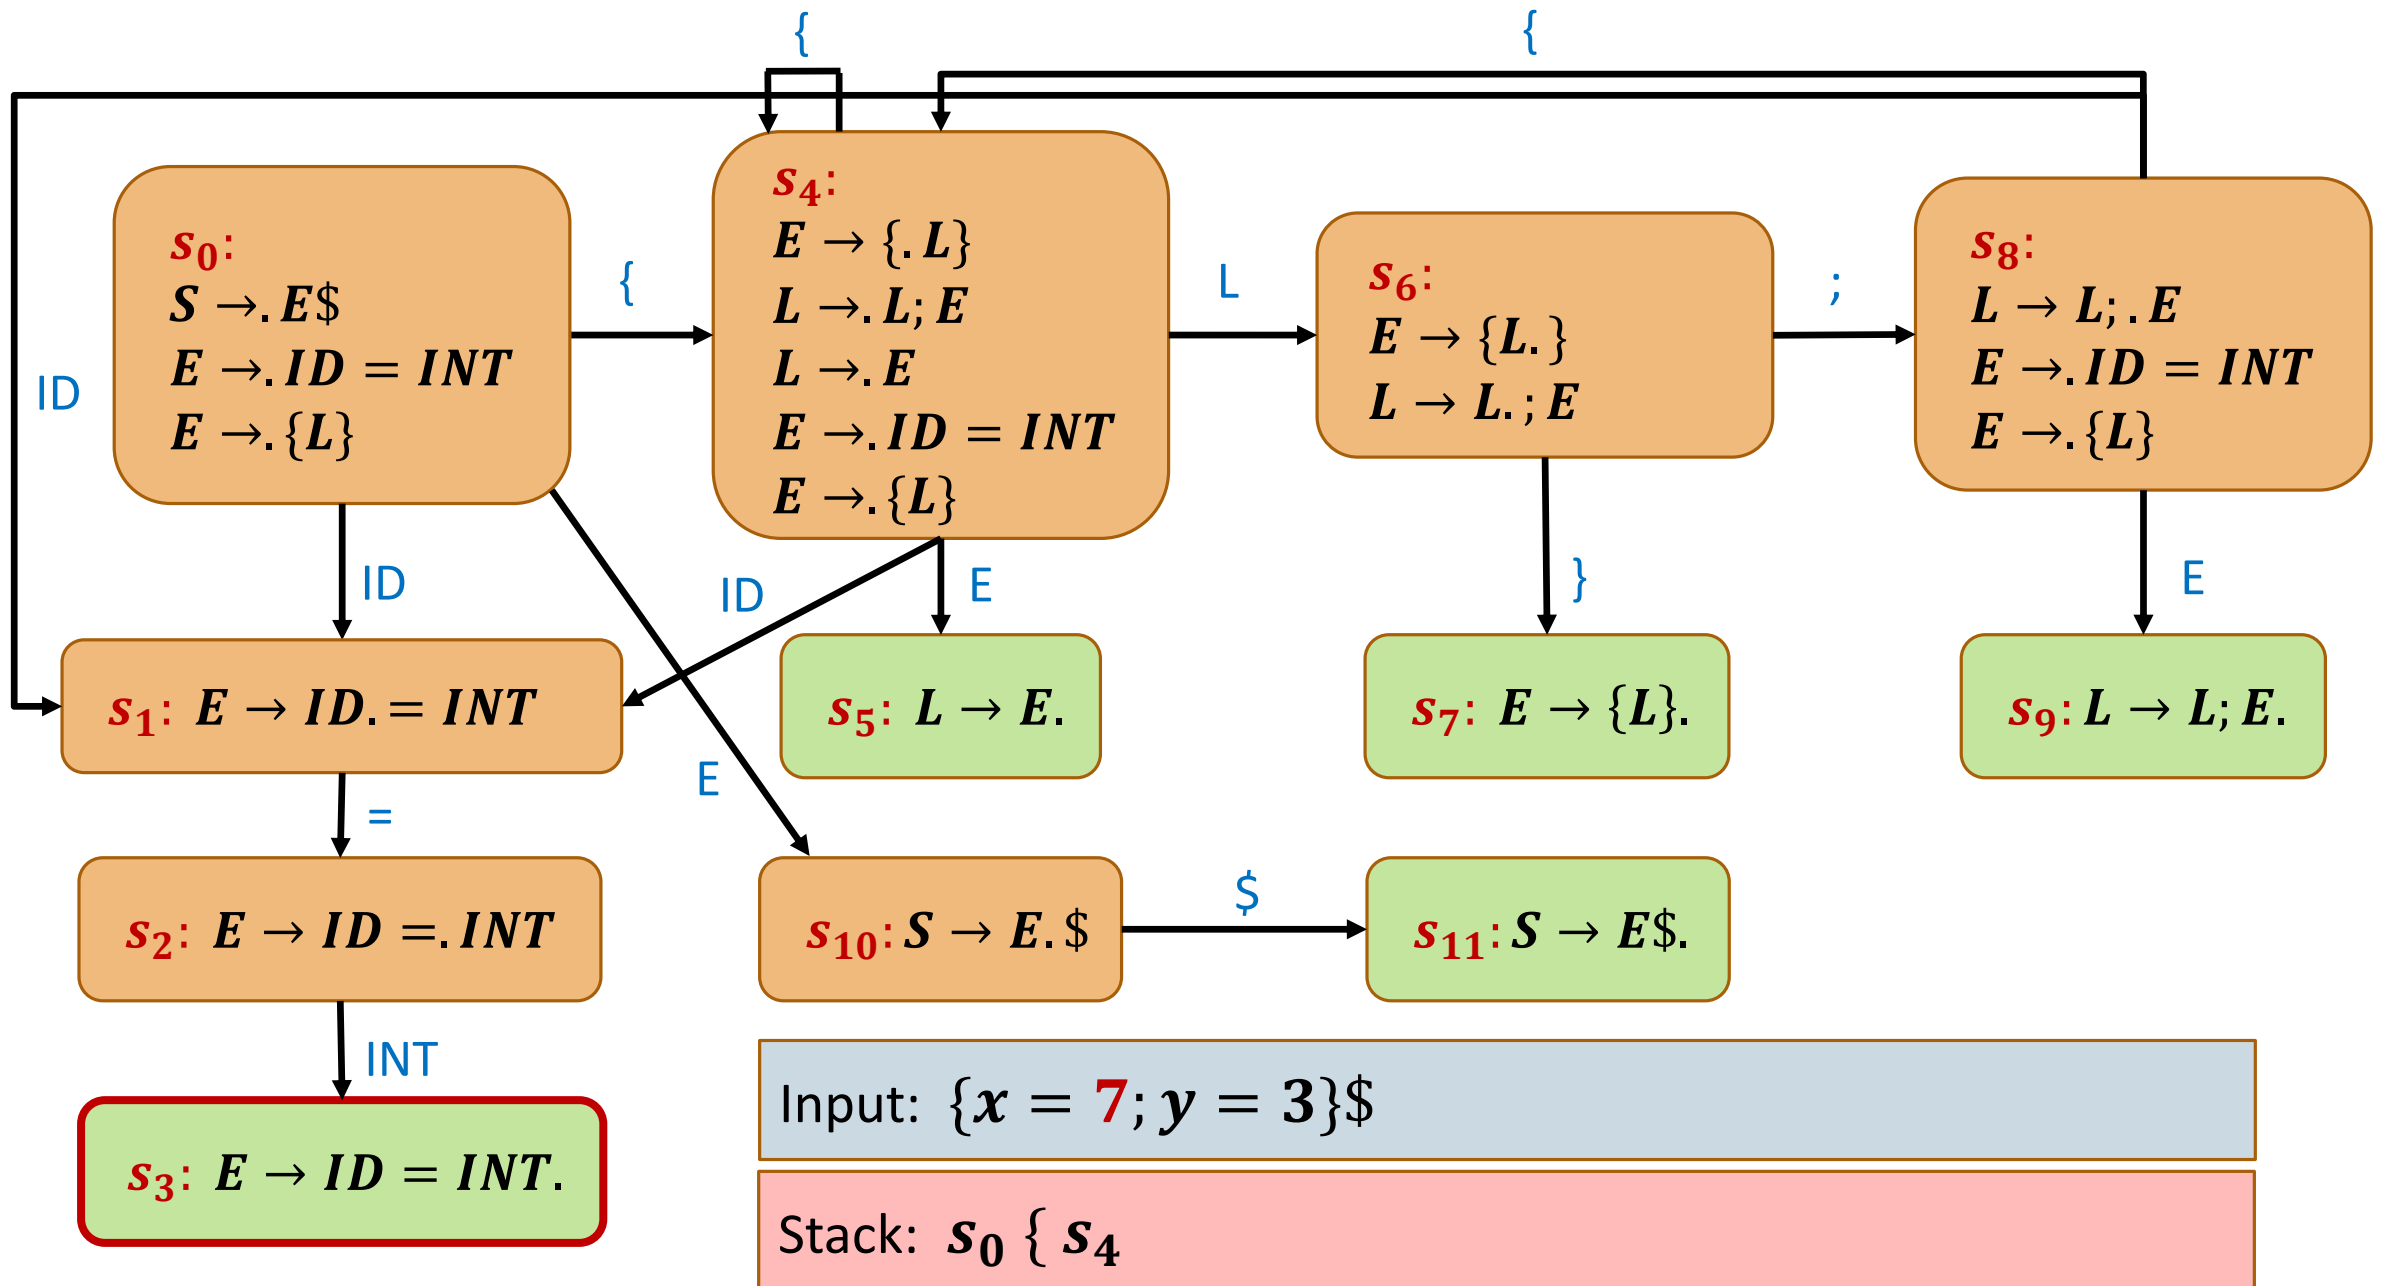 {
{
s₀:
S →. E$
E →. ID = INT
E →. {L}
{
s₄:
E → {. L}
L →. L; E
L →. E
E →. ID = INT
E →. {L}
L
s₆:
E → {L. }
L → L. ; E
;
s₈:
L → L; . E
E →. ID = INT
E →. {L}
ID
ID
ID
E
}
E
s₁: E → ID. = INT
s₅: L → E.
s₇: E → {L}.
s₉: L → L; E.
=
E
s₂: E → ID =. INT
s₁₀: S → E. $
$
s₁₁: S → E$.
INT
s₃: E → ID = INT.
Input: {x = 7; y = 3}$
Stack: s₀ { s₄